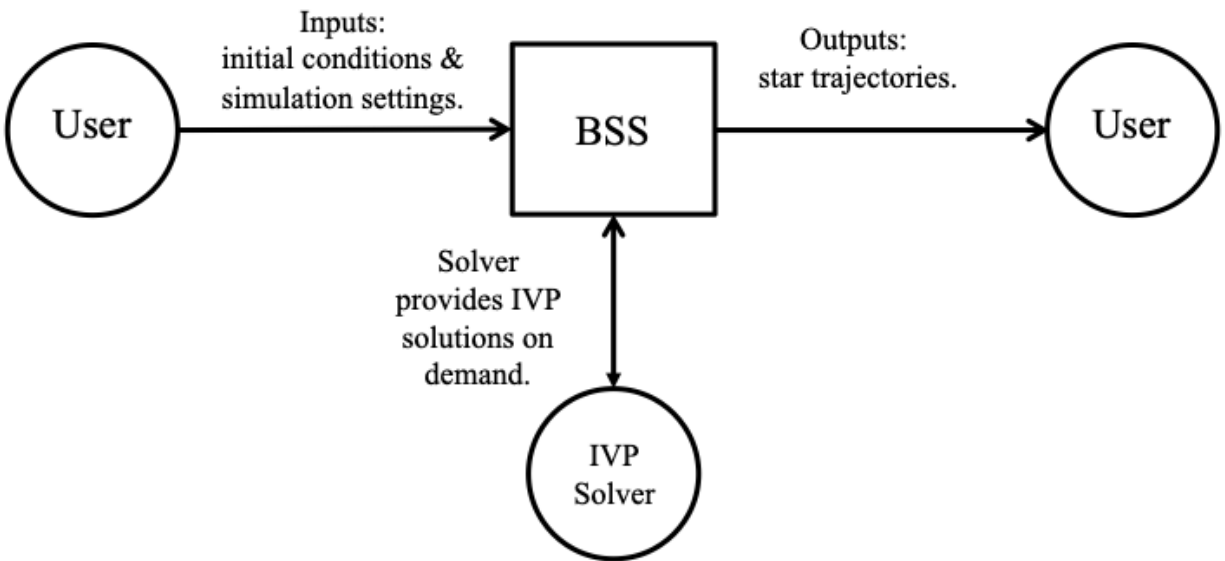 User
Inputs:
initial conditions &
simulation settings.
BSS
Outputs:
star trajectories.
User
Solver
provides IVP
solutions on
demand.
IVP
Solver